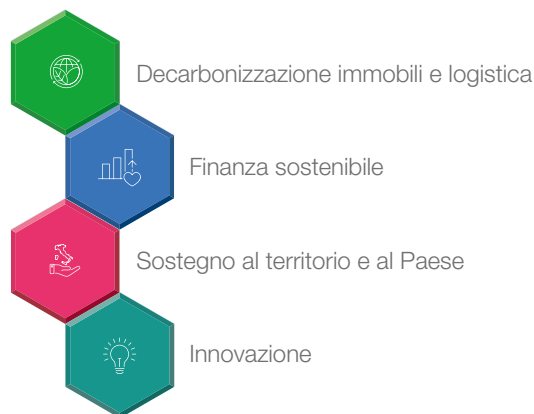 Decarbonizzazione immobili e logistica
Finanza sostenibile
Sostegno al territorio e al Paese
Innovazione